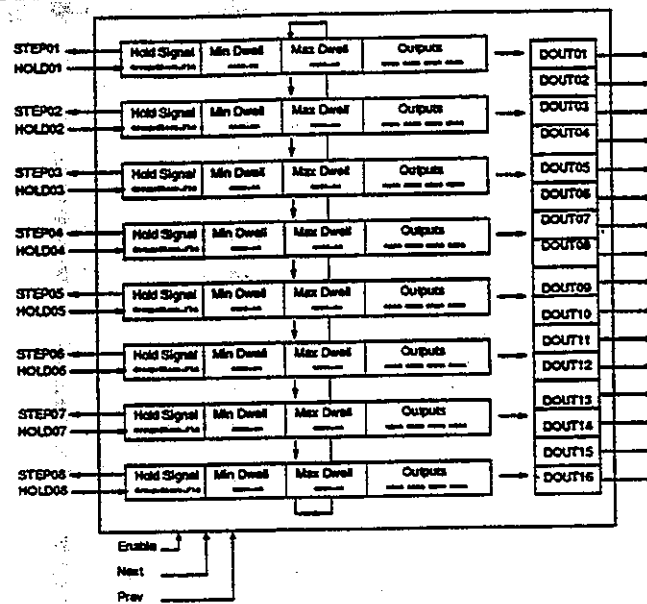 STEP01
HOLD01
Hold Signal Min Dwell Max Dwell Outputs
STEP02
HOLD02
Hold Signal Min Dwell Max Dwell Outputs
STEP03
HOLD03
Hold Signal Min Dwell Max Dwell Outputs
STEP04
HOLD04
Hold Signal Min Dwell Max Dwell Outputs
STEP05
HOLD05
Hold Signal Min Dwell Max Dwell Outputs
STEP06
HOLD06
Hold Signal Min Dwell Max Dwell Outputs
STEP07
HOLD07
Hold Signal Min Dwell Max Dwell Outputs
STEP08
HOLD08
Hold Signal Min Dwell Max Dwell Outputs
DOUT01
DOUT02
DOUT03
DOUT04
DOUT05
DOUT06
DOUT07
DOUT08
DOUT09
DOUT10
DOUT11
DOUT12
DOUT13
DOUT14
DOUT15
DOUT16
Enable
Next
Prev